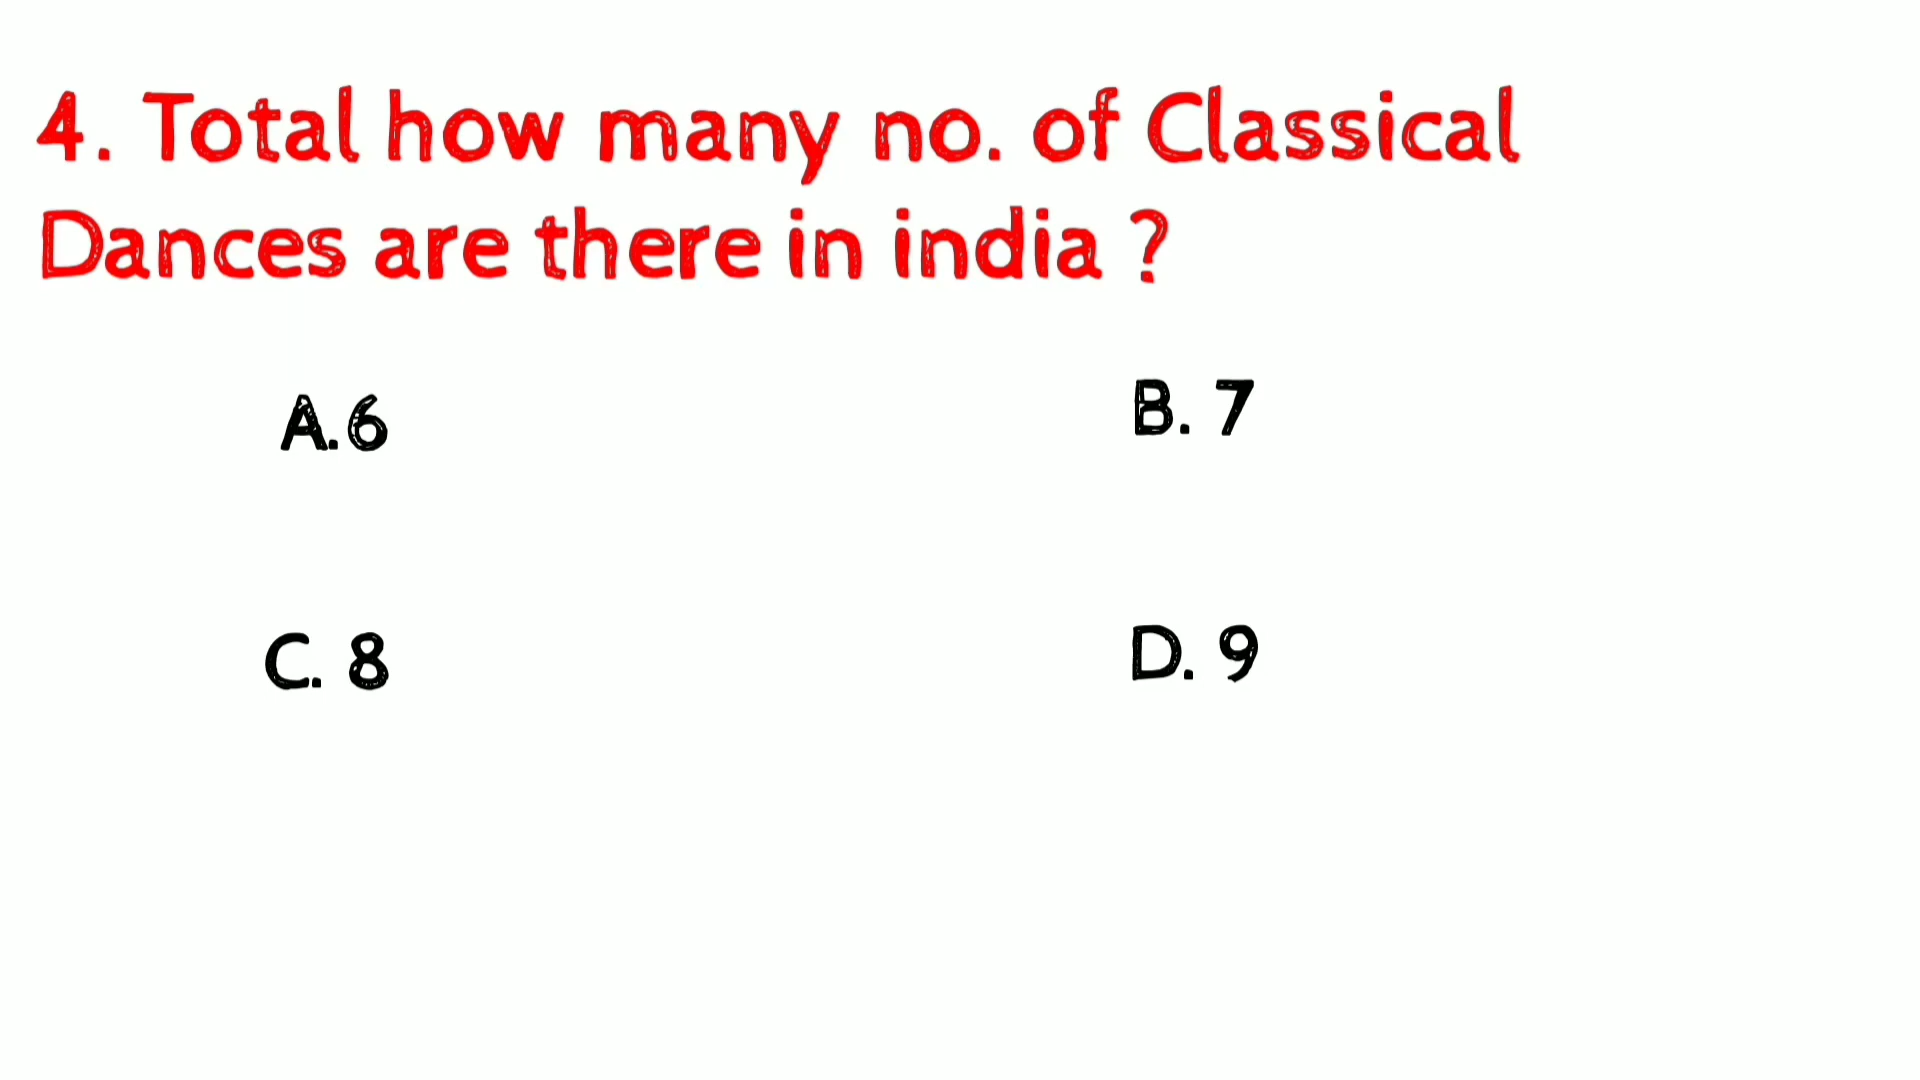 4. Total how many no. of Classical
Dances are there in india ?
A.6
B. 7
C. 8
D. 9